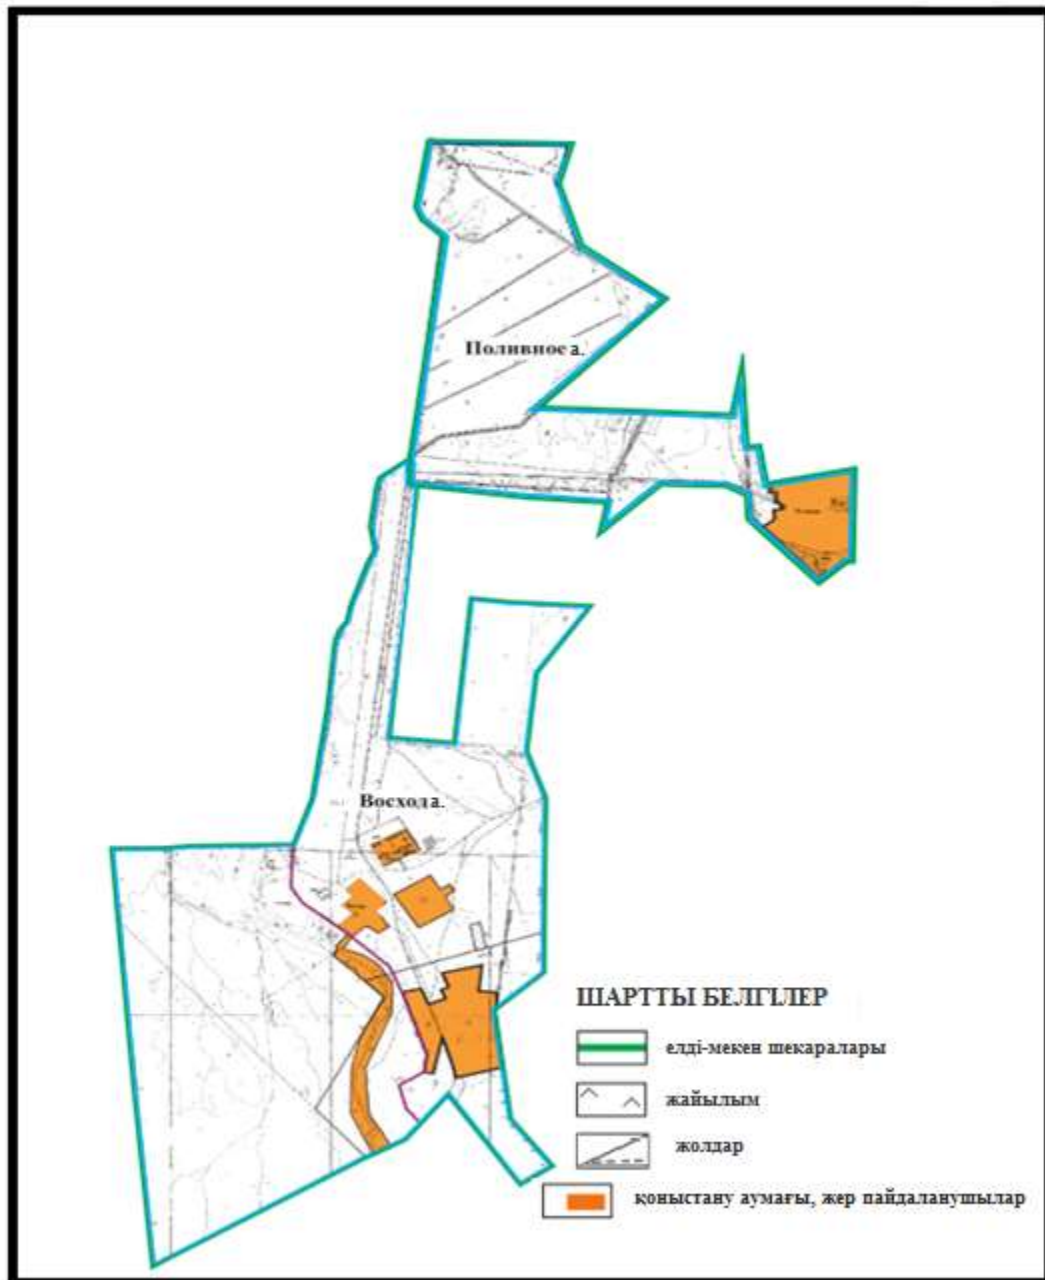 Поливное а.
Восход а.
ШАРТТЫ БЕЛГІЛЕР
елді-мекен шекаралары
жайылым
жолдар
қоныстану аумағы, жер пайдаланушылар